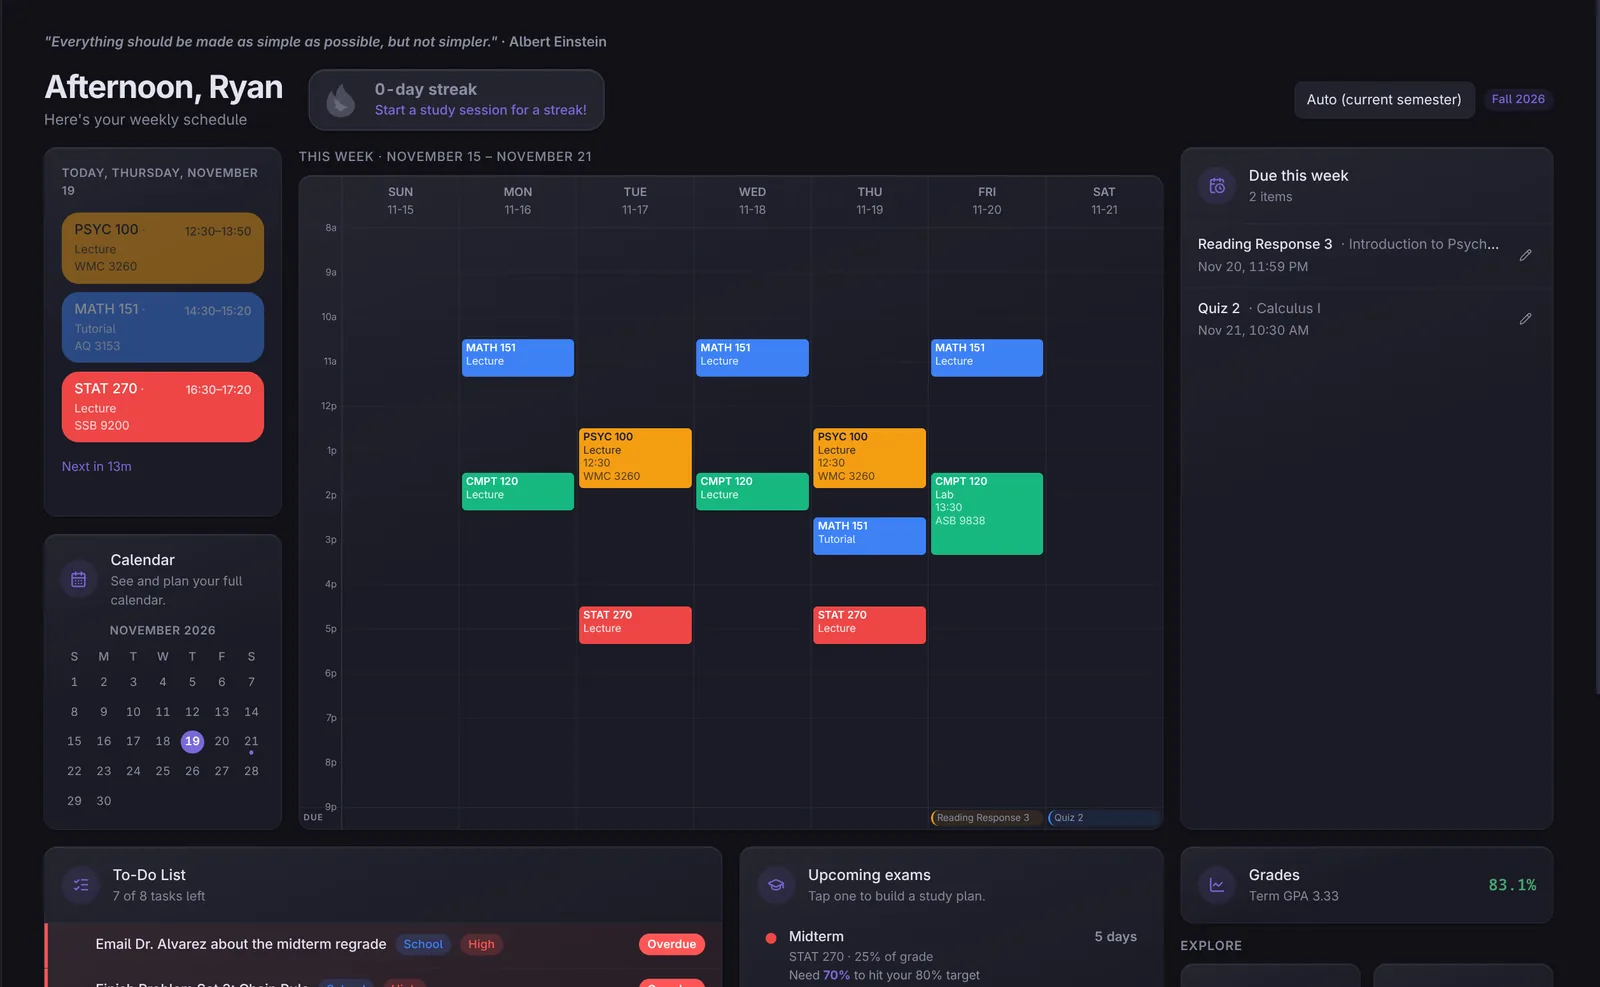 "Everything should be made as simple as possible, but not simpler." · Albert Einstein
Afternoon, Ryan
Here's your weekly schedule
0-day streak
Start a study session for a streak!
Auto (current semester)
Fall 2026
TODAY, THURSDAY, NOVEMBER
19
PSYC 100 · 12:30–13:50
Lecture
WMC 3260
MATH 151 · 14:30–15:20
Tutorial
AQ 3153
STAT 270 · 16:30–17:20
Lecture
SSB 9200
Next in 13m
Calendar
See and plan your full
calendar.
NOVEMBER 2026
S M T W T F S
1 2 3 4 5 6 7
8 9 10 11 12 13 14
15 16 17 18 19 20 21
22 23 24 25 26 27 28
29 30
THIS WEEK · NOVEMBER 15 – NOVEMBER 21
SUN MON TUE WED THU FRI SAT
11-15 11-16 11-17 11-18 11-19 11-20 11-21
8a
9a
10a
11a
12p
1p
2p
3p
4p
5p
6p
7p
8p
9p
MATH 151
Lecture
CMPT 120
Lecture
PSYC 100
Lecture
12:30
WMC 3260
STAT 270
Lecture
MATH 151
Lecture
CMPT 120
Lecture
PSYC 100
Lecture
12:30
WMC 3260
MATH 151
Tutorial
STAT 270
Lecture
MATH 151
Lecture
CMPT 120
Lab
13:30
ASB 9838
DUE
Reading Response 3
Quiz 2
Due this week
2 items
Reading Response 3 · Introduction to Psych...
Nov 20, 11:59 PM
Quiz 2 · Calculus I
Nov 21, 10:30 AM
To-Do List
7 of 8 tasks left
Email Dr. Alvarez about the midterm regrade School High Overdue
Upcoming exams
Tap one to build a study plan.
Midterm 5 days
STAT 270 · 25% of grade
Need 70% to hit your 80% target
Grades
Term GPA 3.33
83.1%
EXPLORE